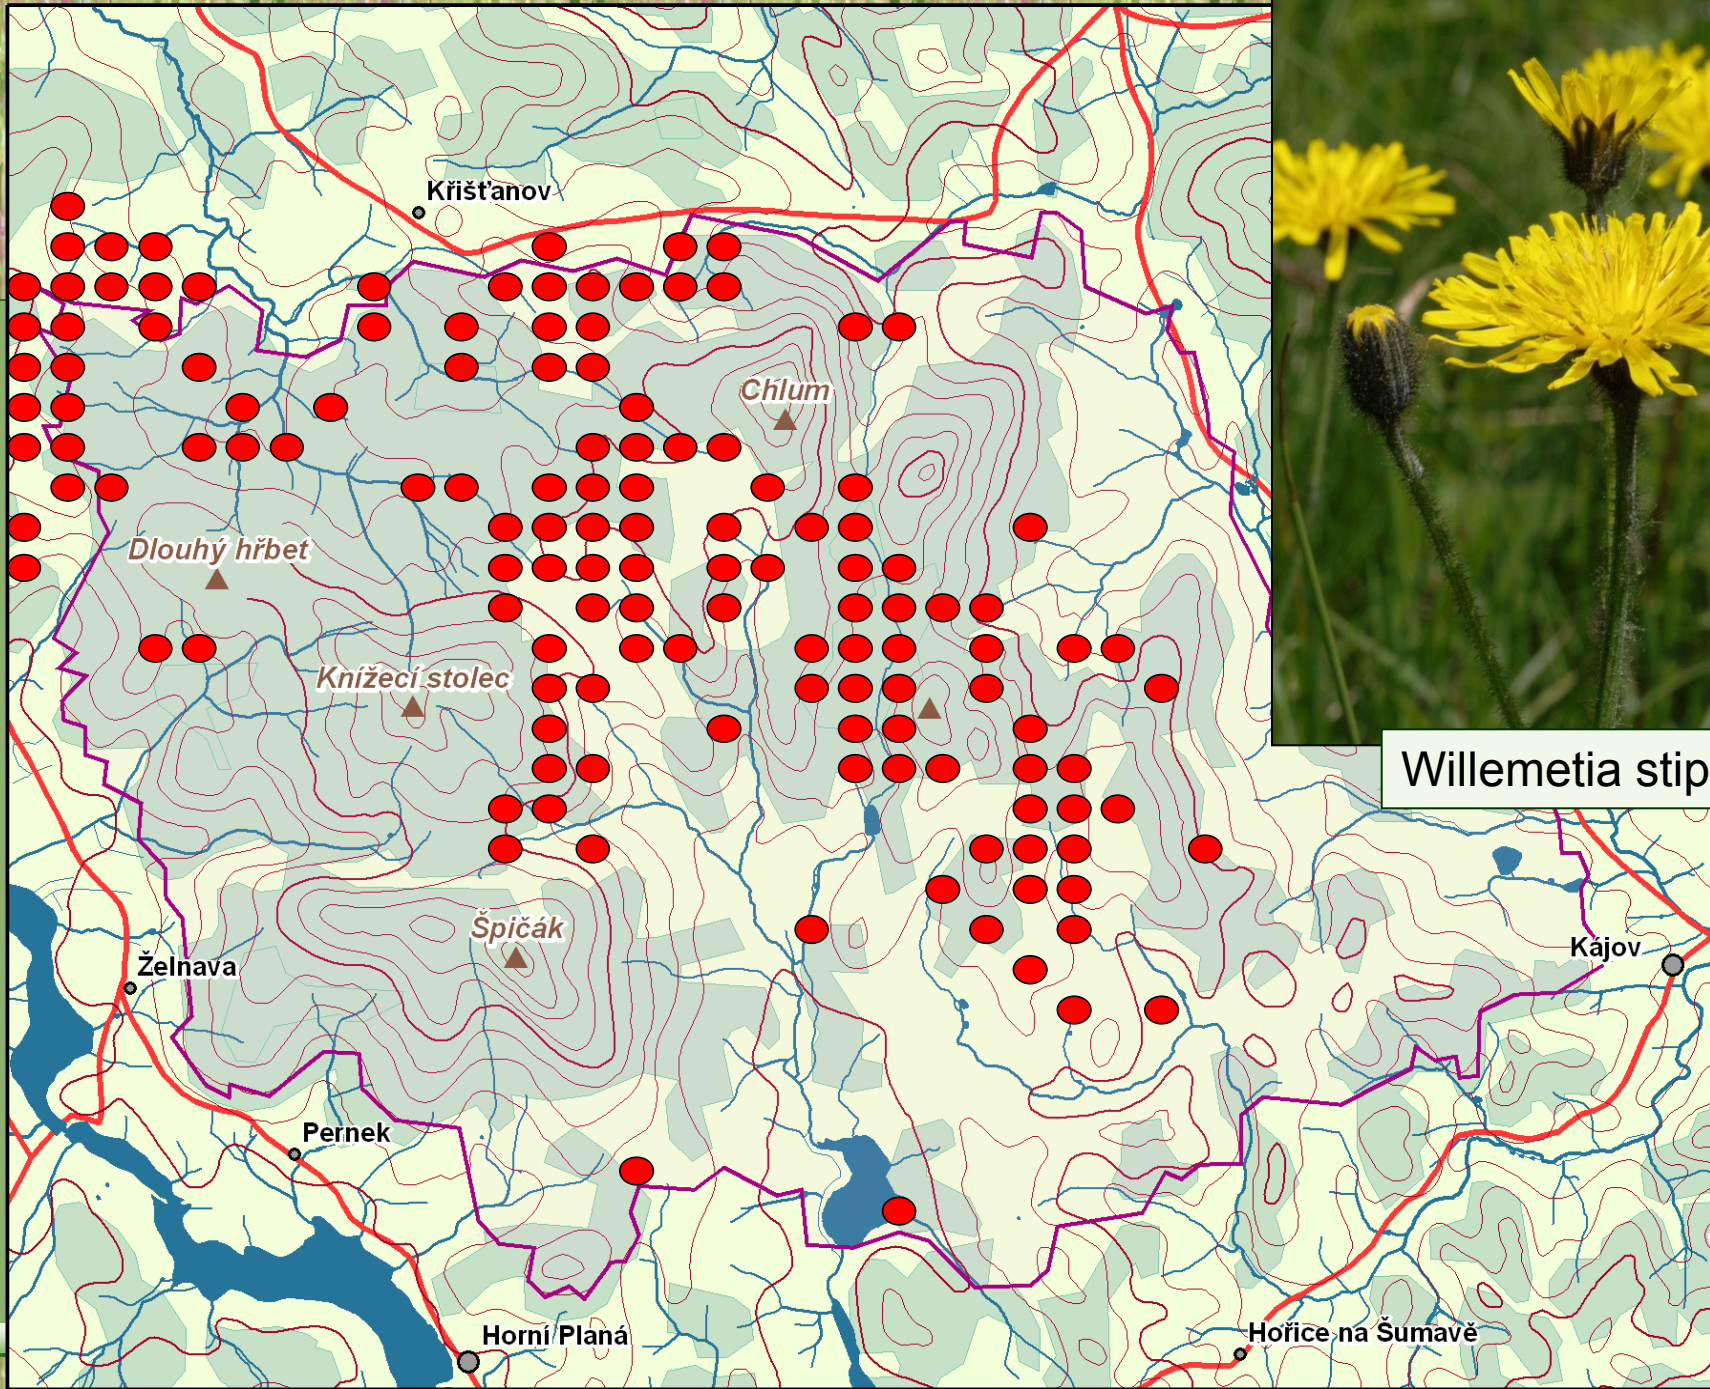 Křišťanov
Chlum
Dlouhý hřbet
Knížecí stolec
Willemetia stip
Špičák
Kájov
Želnava
Pernek
Horní Planá
Hořice na Šumavě